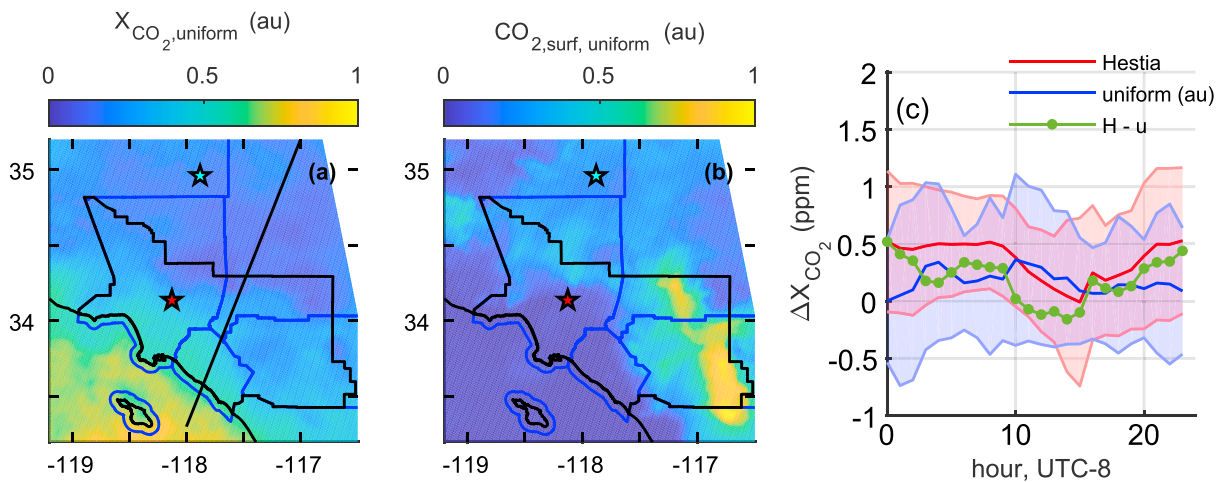 X_CO2,uniform (au)
0 0.5 1
(a)
35
34
-119 -118 -117
CO2,surf, uniform (au)
0 0.5 1
(b)
35
34
-119 -118 -117
Hestia
uniform (au)
H - u
(c)
ΔX_CO2 (ppm)
2
1.5
1
0.5
0
-0.5
-1
0 10 20
hour, UTC-8